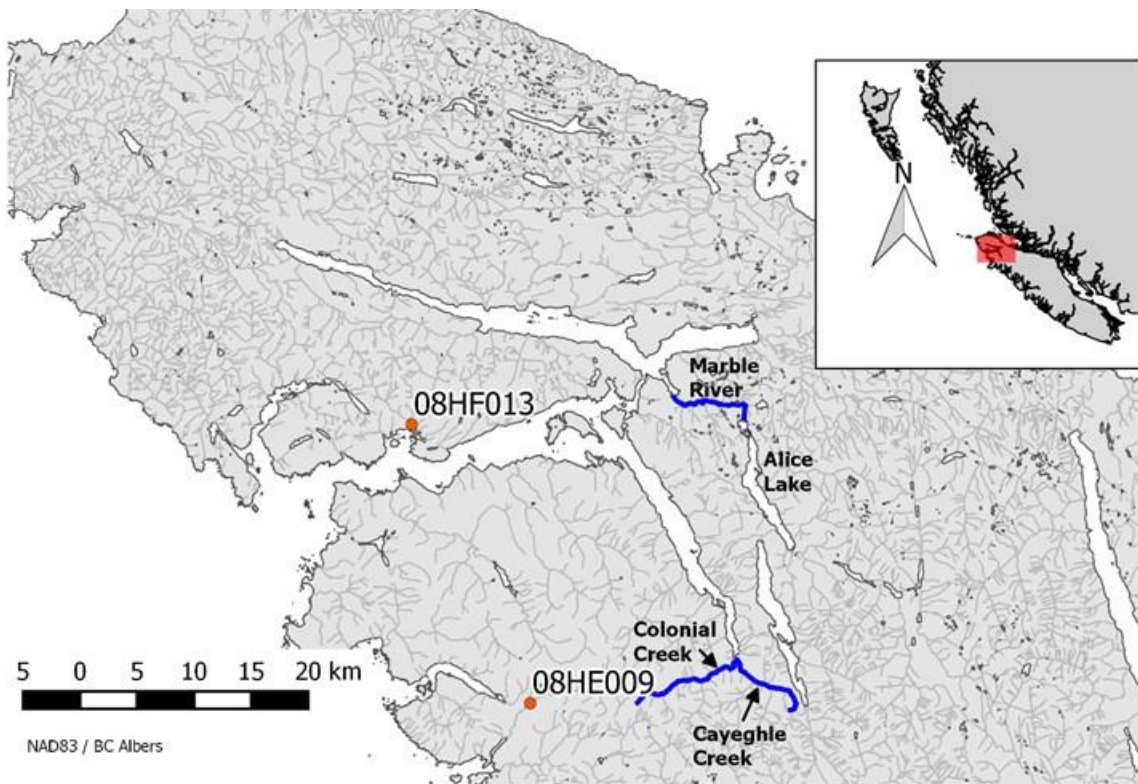 N
Marble
River
08HF013
Alice
Lake
Colonial
Creek
08HE009
Cayeghle
Creek
5 0 5 10 15 20 km
NAD83 / BC Albers